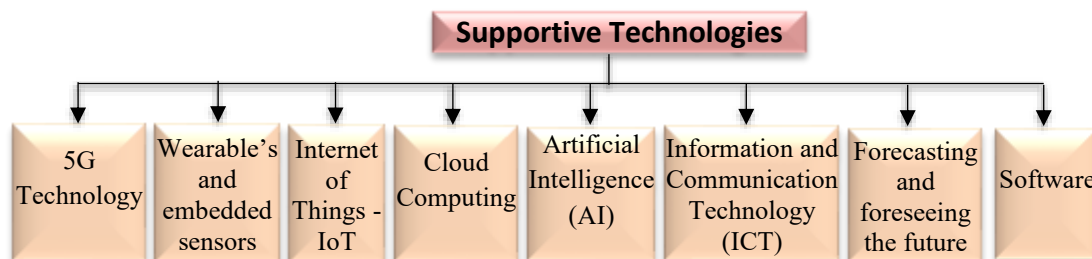 Supportive Technologies
5G
Technology
Wearable's
and
embedded
sensors
Internet
of
Things -
IoT
Cloud
Computing
Artificial
Intelligence
(AI)
Information and
Communication
Technology
(ICT)
Forecasting
and
foreseeing
the future
Software